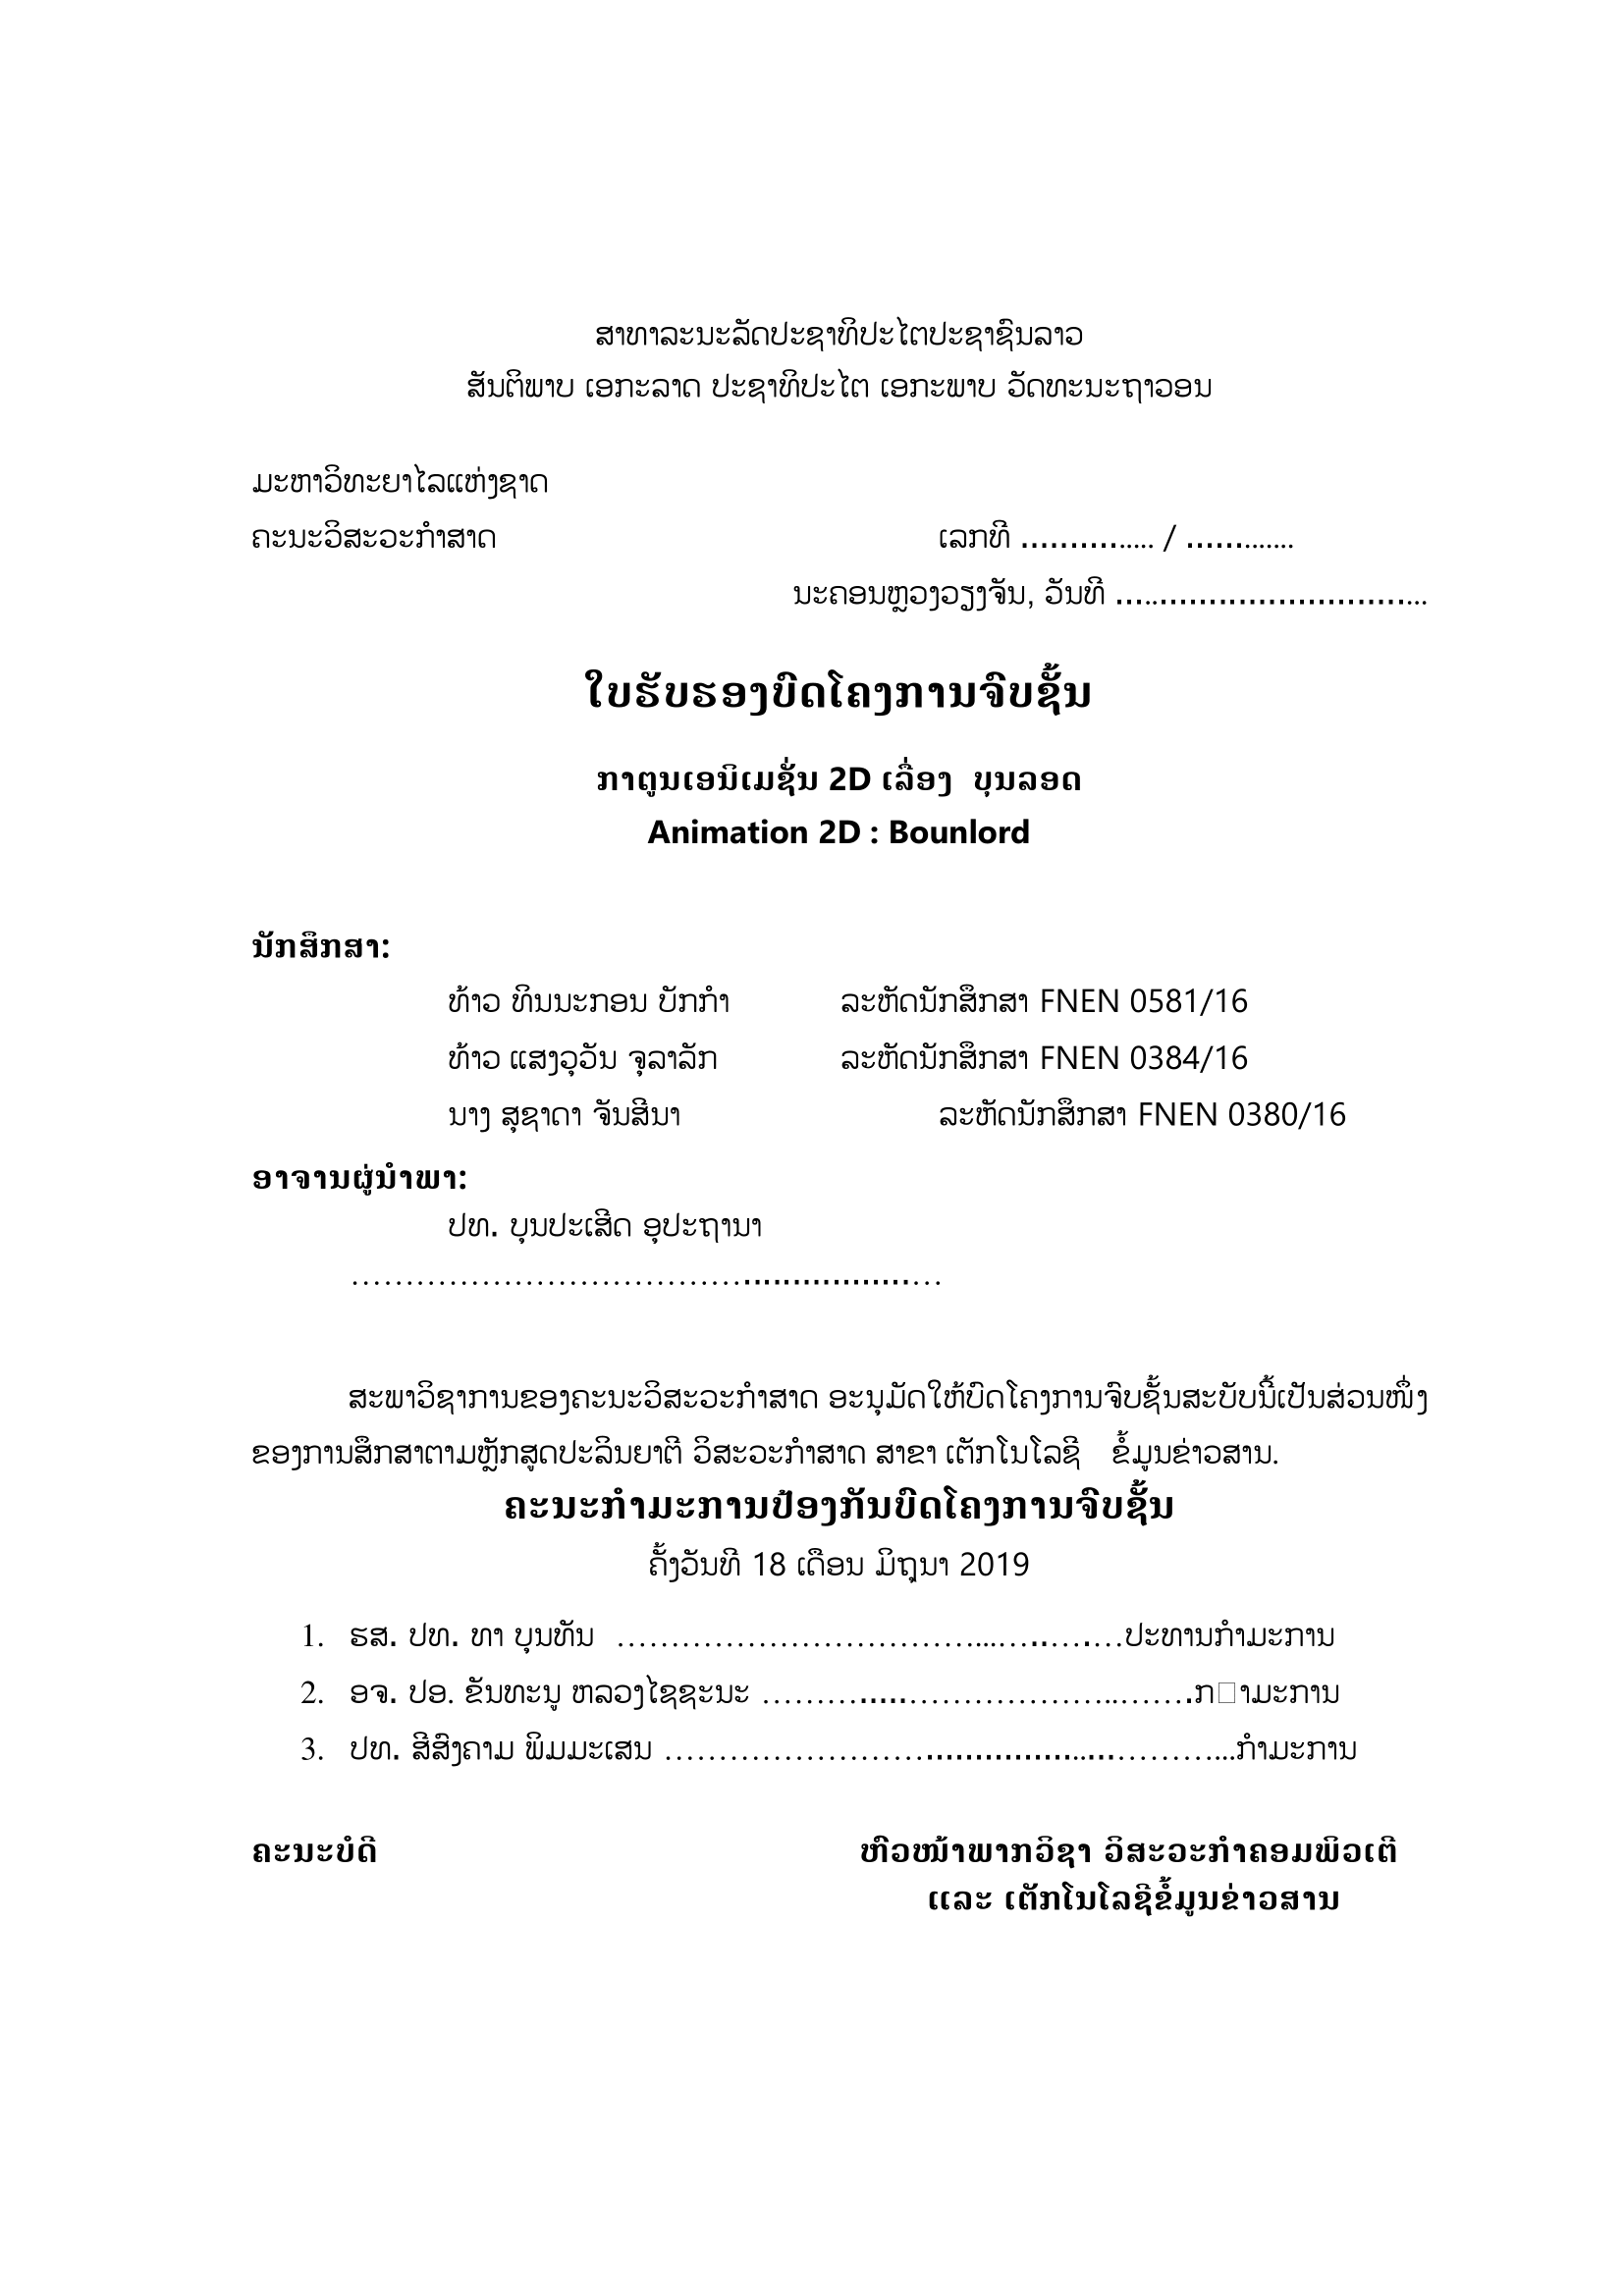 ສາທາລະນະລັດປະຊາທິປະໄຕປະຊາຊົນລາວ
ສັນຕິພາບ ເອກະລາດ ປະຊາທິປະໄຕ ເອກະພາບ ວັດທະນະຖາວອນ
ມະຫາວິທະຍາໄລແຫ່ງຊາດ
ຄະນະວິສະວະກຳສາດ ເລກທີ ............... / .............
ນະຄອນຫຼວງວຽງຈັນ, ວັນທີ ................................
ໃບຮັບຮອງບົດໂຄງການຈົບຊັ້ນ
ກາຕູນເອນິເມຊັ່ນ 2D ເລື່ອງ ບຸນລອດ
Animation 2D : Bounlord
ນັກສຶກສາ:
ທ້າວ ທິນນະກອນ ບັກກຳ ລະຫັດນັກສຶກສາ FNEN 0581/16
ທ້າວ ແສງວຸວັນ ຈຸລາລັກ ລະຫັດນັກສຶກສາ FNEN 0384/16
ນາງ ສຸຊາດາ ຈັນສີນາ ລະຫັດນັກສຶກສາ FNEN 0380/16
ອາຈານຜູ່ນຳພາ:
ປທ. ບຸນປະເສີດ ອຸປະຖານາ
………………………………..................…
ສະພາວິຊາການຂອງຄະນະວິສະວະກຳສາດ ອະນຸມັດໃຫ້ບົດໂຄງການຈົບຊັ້ນສະບັບນີ້ເປັນສ່ວນໜຶ່ງ
ຂອງການສຶກສາຕາມຫຼັກສູດປະລິນຍາຕີ ວິສະວະກຳສາດ ສາຂາ ເຕັກໂນໂລຊີ ຂໍ້ມູນຂ່າວສານ.
ຄະນະກຳມະການປ້ອງກັນບົດໂຄງການຈົບຊັ້ນ
ຄັ້ງວັນທີ 18 ເດືອນ ມິຖຸນາ 2019
1. ຮສ. ປທ. ທາ ບຸນທັນ ……………………………...…..….…ປະທານກຳມະການ
2. ອຈ. ປອ. ຂັນທະນູ ຫລວງໄຊຊະນະ ……….....………………..…….ກ□າມະການ
3. ປທ. ສີສົງຄາມ ພິມມະເສນ ……………………....................………...ກຳມະການ
ຄະນະບໍດີ ຫົວໜ້າພາກວິຊາ ວິສະວະກຳຄອມພິວເຕີ
ແລະ ເຕັກໂນໂລຊີຂໍ້ມູນຂ່າວສານ